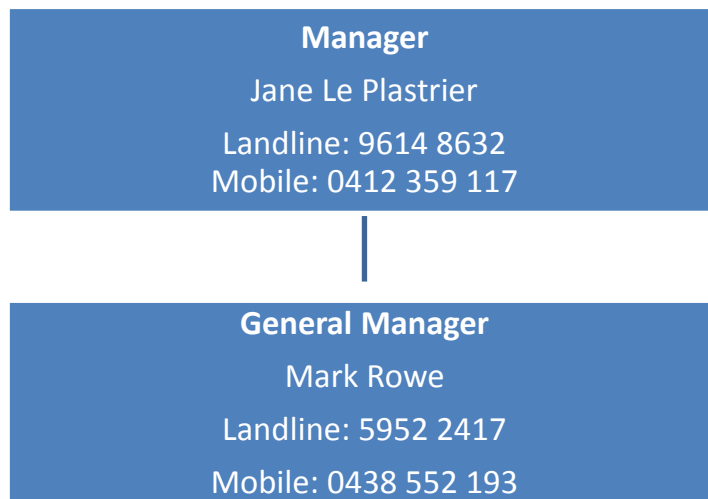 Manager
Jane Le Plastrier
Landline: 9614 8632
Mobile: 0412 359 117
General Manager
Mark Rowe
Landline: 5952 2417
Mobile: 0438 552 193